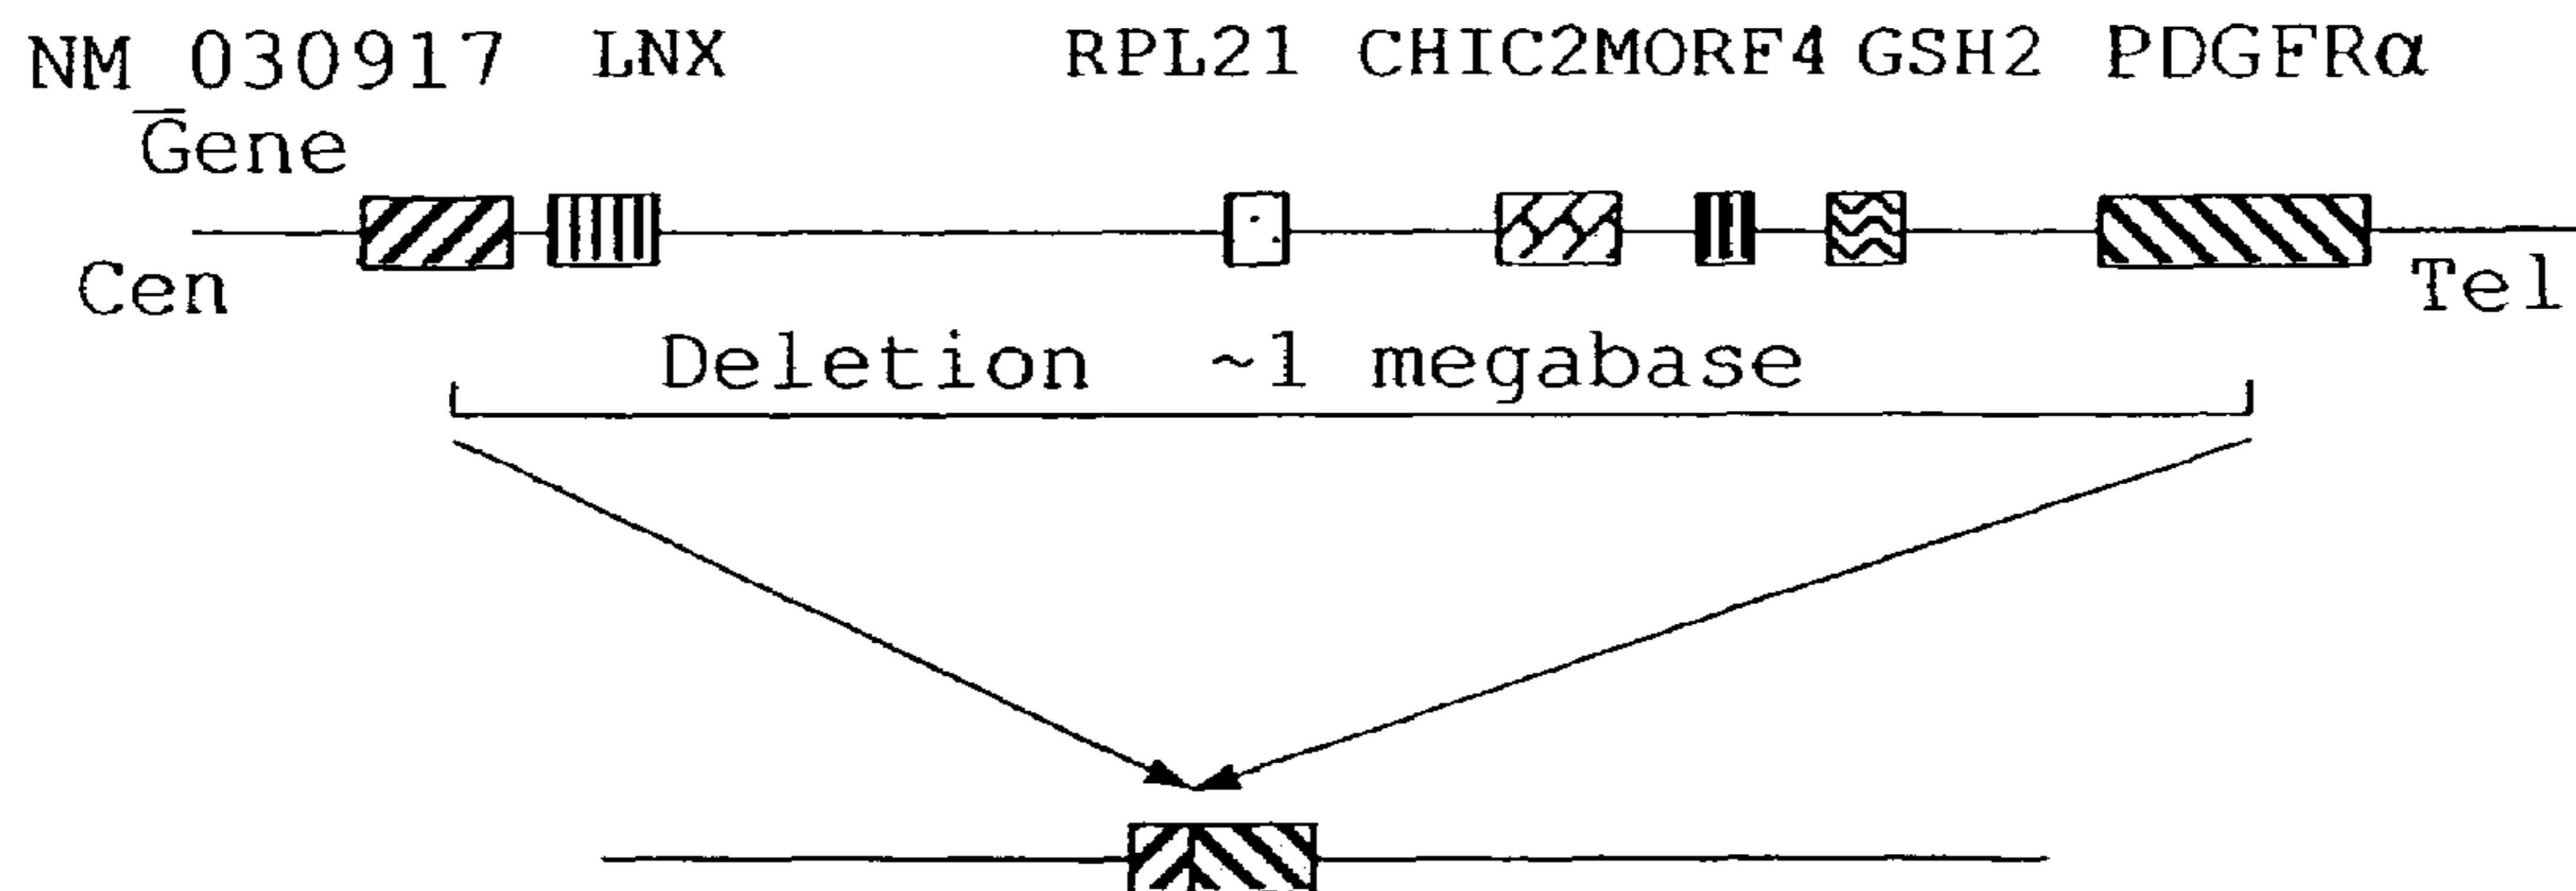 NM_030917 LNX RPL21 CHIC2MORF4 GSH2 PDGFRα
Gene
Cen Tel
Deletion ~1 megabase